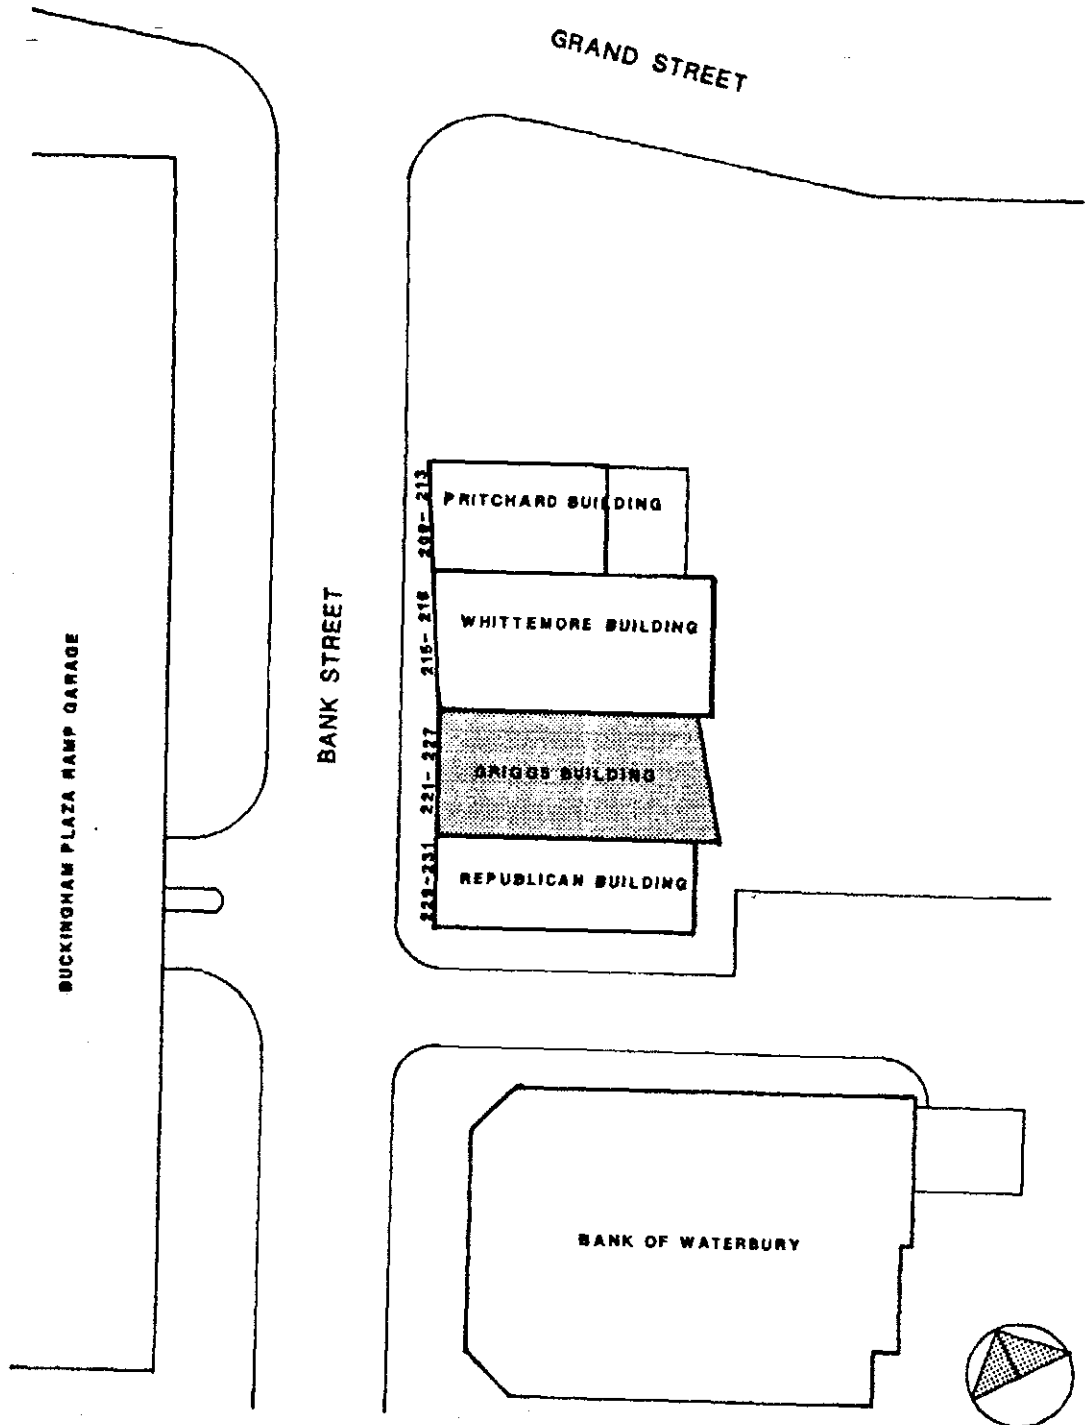 GRAND STREET
209-213
PRITCHARD BUILDING
BANK STREET
215-219
WHITTEMORE BUILDING
BUCKINGHAM PLAZA RAMP GARAGE
221-227
GRIGGS BUILDING
229-231
REPUBLICAN BUILDING
BANK OF WATERBURY